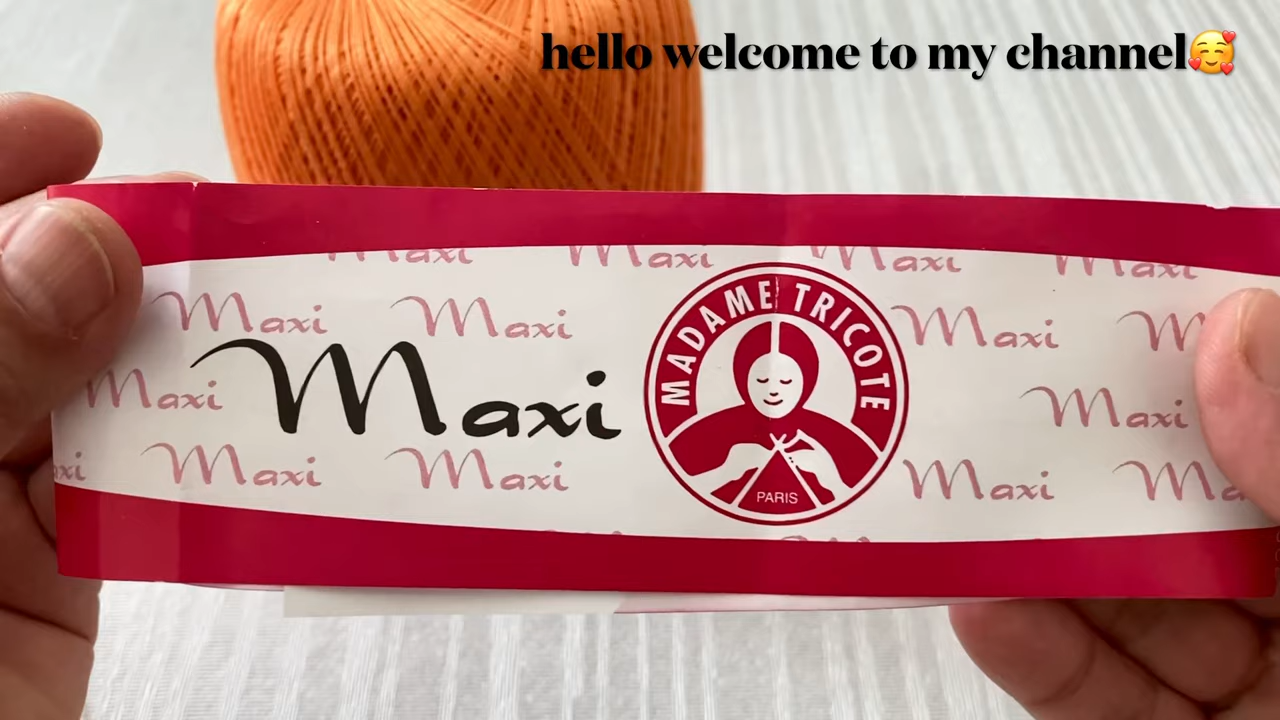 hello welcome to my channel🥰
Maxi Maxi Maxi Maxi
Maxi Maxi Maxi
MADAME TRICOTE
PARIS
Maxi
Maxi Maxi
Maxi Maxi Maxi